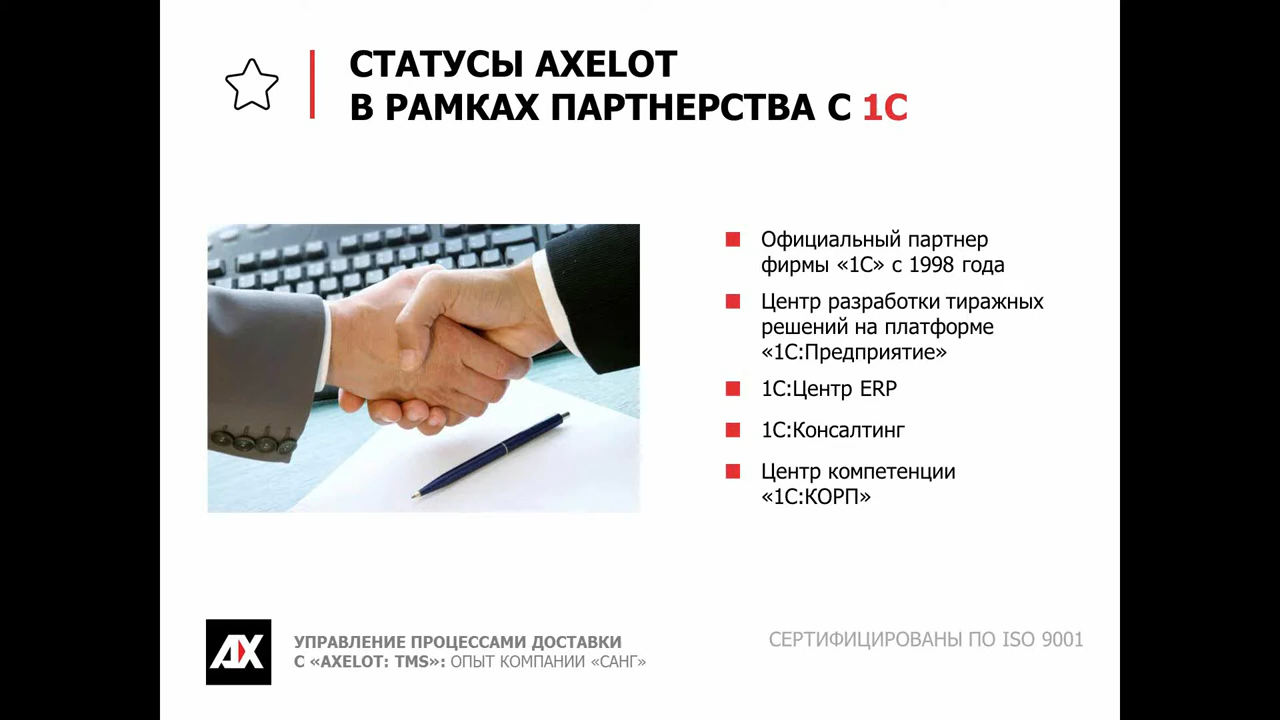 СТАТУСЫ AXELOT
В РАМКАХ ПАРТНЕРСТВА С 1С
Официальный партнер
фирмы «1С» с 1998 года
Центр разработки тиражных
решений на платформе
«1С:Предприятие»
1С:Центр ERP
1С:Консалтинг
Центр компетенции
«1С:КОРП»
AX
УПРАВЛЕНИЕ ПРОЦЕССАМИ ДОСТАВКИ
С «AXELOT: TMS»: ОПЫТ КОМПАНИИ «САНГ»
СЕРТИФИЦИРОВАНЫ ПО ISO 9001